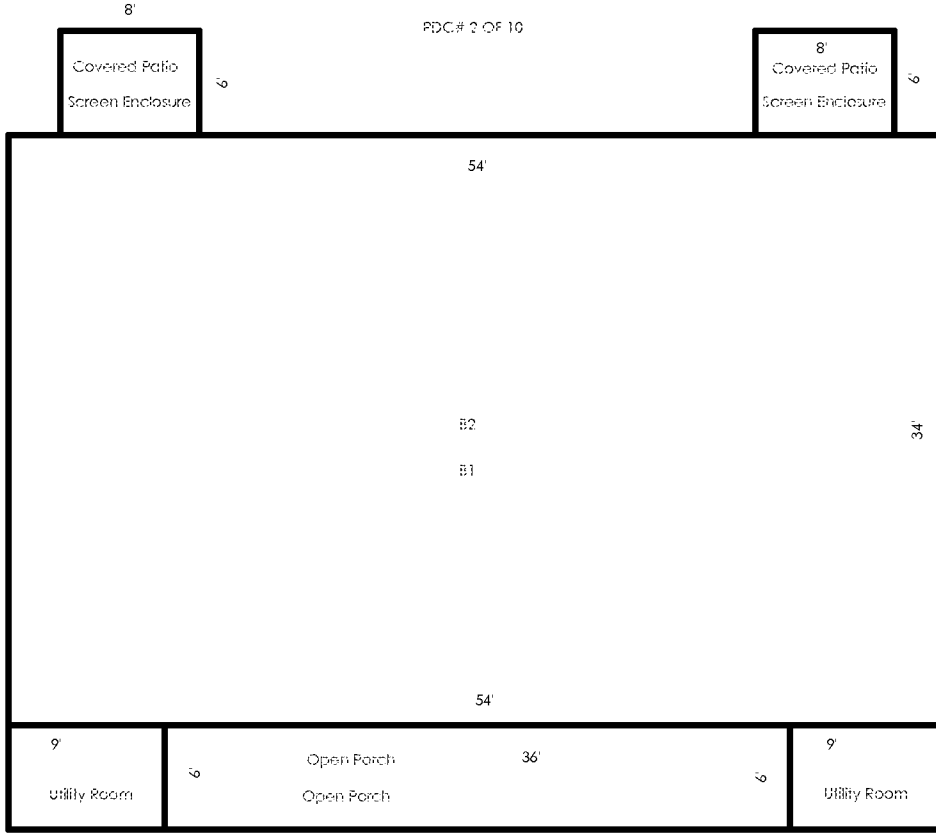 8'
PDC# 2 OF 10
Covered Patio
Screen Enclosure
6'
8'
Covered Patio
Screen Enclosure
6'
54'
B2
B1
34'
54'
9'
Utility Room
6'
Open Porch
Open Porch
36'
6'
9'
Utility Room